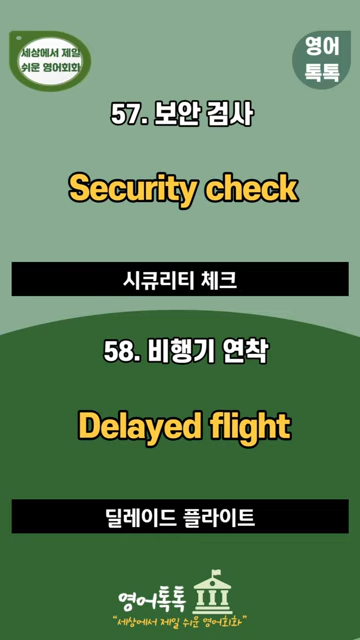 세상에서 제일
쉬운 영어회화
영어
톡톡
57. 보안 검사
Security check
시큐리티 체크
58. 비행기 연착
Delayed flight
딜레이드 플라이트
영어톡톡
"세상에서 제일 쉬운 영어회화"